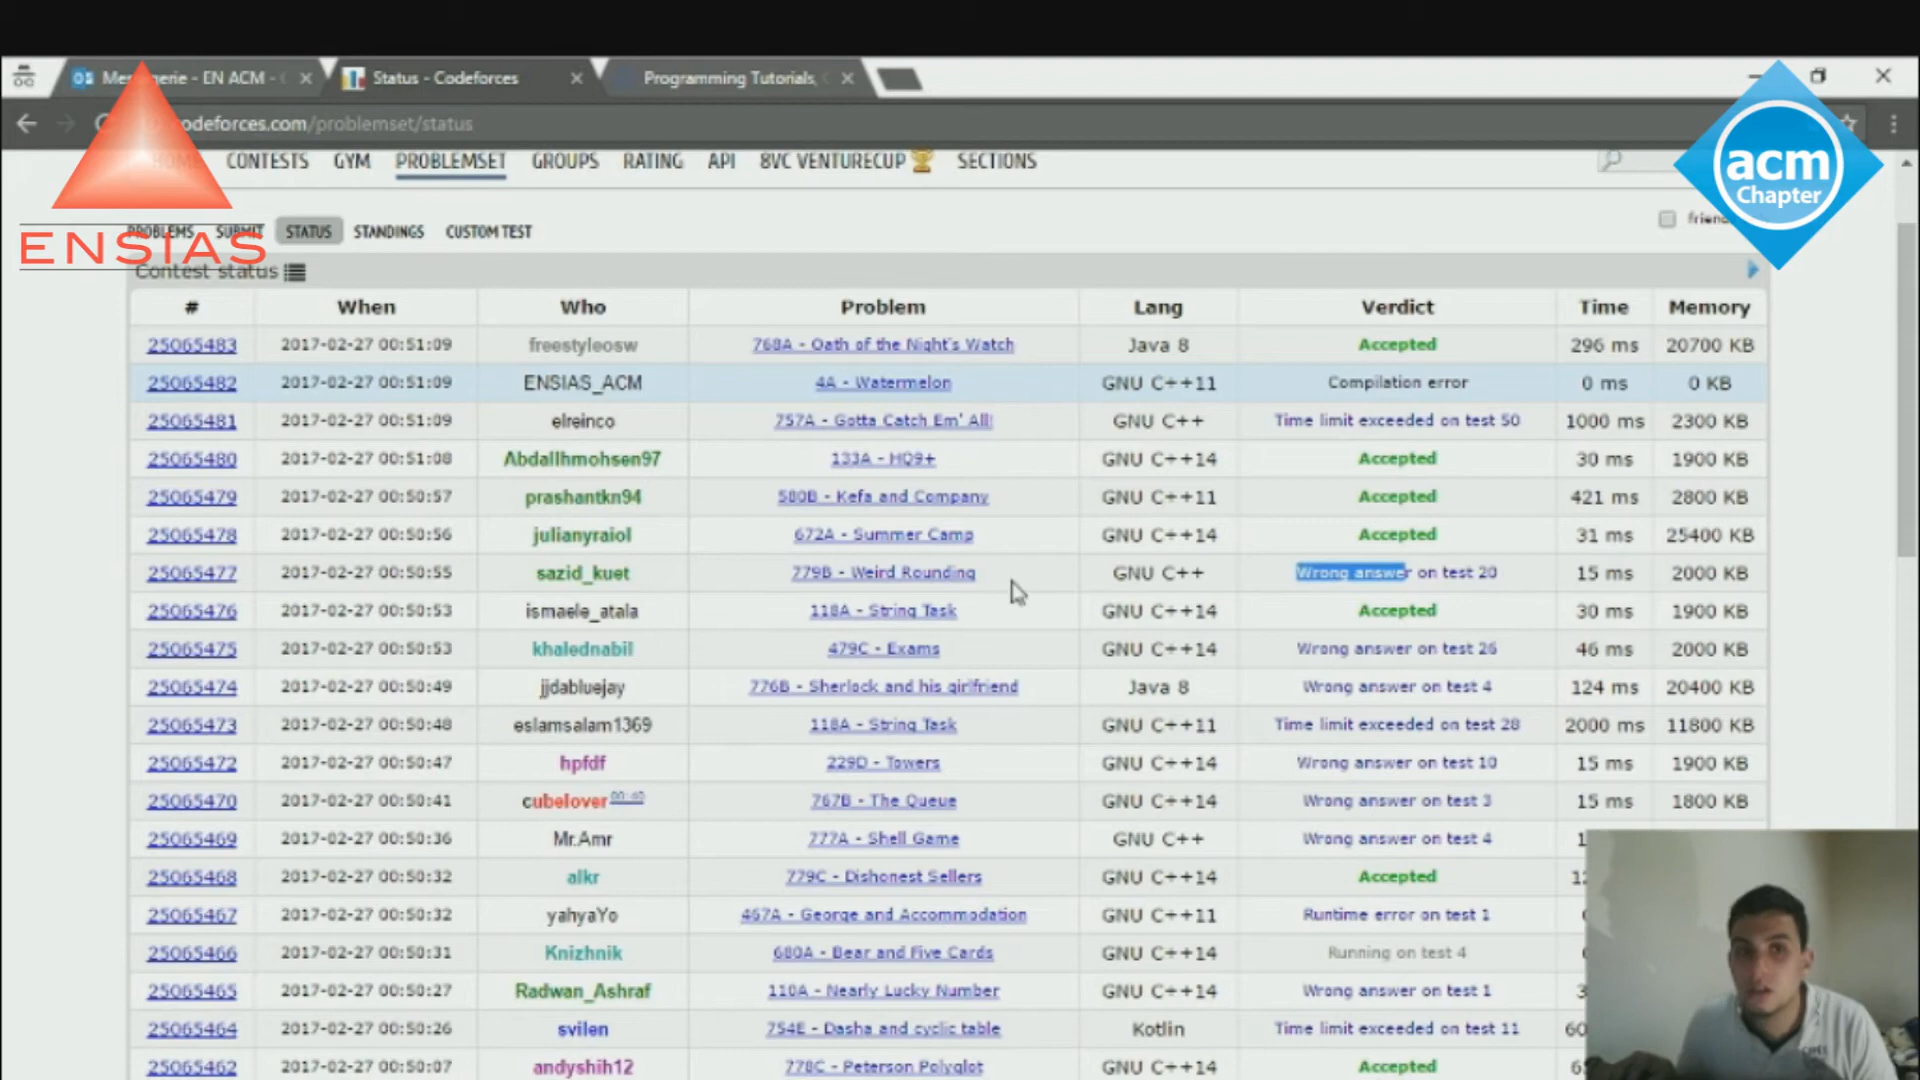 Status - Codeforces
Programming Tutorials,
codeforces.com/problemset/status
CONTESTS GYM PROBLEMSET GROUPS RATING API 8VC VENTURECUP SECTIONS
acm
Chapter
PROBLEMS SUBMIT STATUS STANDINGS CUSTOM TEST
ENSIAS
Contest status
# When Who Problem Lang Verdict Time Memory
25065483 2017-02-27 00:51:09 freestyleosw 768A - Oath of the Night's Watch Java 8 Accepted 296 ms 20700 KB
25065482 2017-02-27 00:51:09 ENSIAS_ACM 4A - Watermelon GNU C++11 Compilation error 0 ms 0 KB
25065481 2017-02-27 00:51:09 elreinco 757A - Gotta Catch Em' All! GNU C++ Time limit exceeded on test 50 1000 ms 2300 KB
25065480 2017-02-27 00:51:08 Abdallhmohsen97 133A - HQ9+ GNU C++14 Accepted 30 ms 1900 KB
25065479 2017-02-27 00:50:57 prashantkn94 580B - Kefa and Company GNU C++11 Accepted 421 ms 2800 KB
25065478 2017-02-27 00:50:56 julianyraiol 672A - Summer Camp GNU C++14 Accepted 31 ms 25400 KB
25065477 2017-02-27 00:50:55 sazid_kuet 779B - Weird Rounding GNU C++ Wrong answer on test 20 15 ms 2000 KB
25065476 2017-02-27 00:50:53 ismaele_atala 118A - String Task GNU C++14 Accepted 30 ms 1900 KB
25065475 2017-02-27 00:50:53 khalednabil 479C - Exams GNU C++14 Wrong answer on test 26 46 ms 2000 KB
25065474 2017-02-27 00:50:49 jjdabluejay 776B - Sherlock and his girlfriend Java 8 Wrong answer on test 4 124 ms 20400 KB
25065473 2017-02-27 00:50:48 eslamsalam1369 118A - String Task GNU C++11 Time limit exceeded on test 28 2000 ms 11800 KB
25065472 2017-02-27 00:50:47 hpfdf 229D - Towers GNU C++14 Wrong answer on test 10 15 ms 1900 KB
25065470 2017-02-27 00:50:41 cubelover 00:40 767B - The Queue GNU C++14 Wrong answer on test 3 15 ms 1800 KB
25065469 2017-02-27 00:50:36 Mr.Amr 777A - Shell Game GNU C++ Wrong answer on test 4
25065468 2017-02-27 00:50:32 alkr 779C - Dishonest Sellers GNU C++14 Accepted
25065467 2017-02-27 00:50:32 yahyaYo 467A - George and Accommodation GNU C++11 Runtime error on test 1
25065466 2017-02-27 00:50:31 Knizhnik 680A - Bear and Five Cards GNU C++14 Running on test 4
25065465 2017-02-27 00:50:27 Radwan_Ashraf 110A - Nearly Lucky Number GNU C++14 Wrong answer on test 1
25065464 2017-02-27 00:50:26 svilen 754E - Dasha and cyclic table Kotlin Time limit exceeded on test 11
25065462 2017-02-27 00:50:07 andyshih12 778C - Peterson Polyglot GNU C++14 Accepted